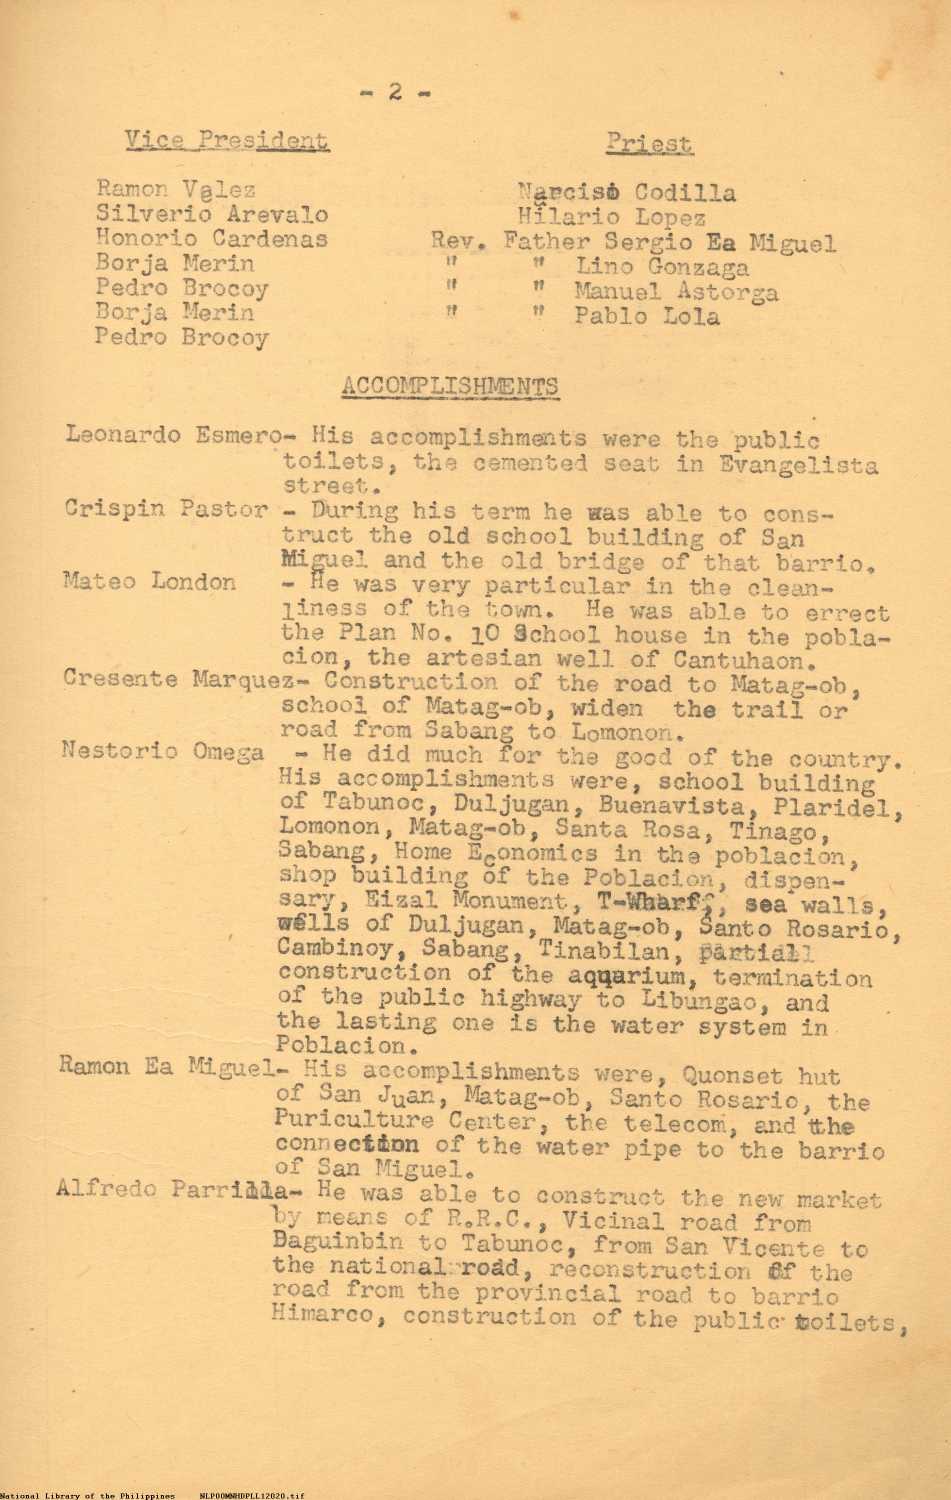 - 2 -
Vice President Priest
Ramon Velez Narciso Codilla
Silverio Arevalo Hilario Lopez
Honorio Cardenas Rev. Father Sergio Ea Miguel
Borja Merin " " Lino Gonzaga
Pedro Brocoy " " Manuel Astorga
Borja Merin " " Pablo Lola
Pedro Brocoy
ACCOMPLISHMENTS
Leonardo Esmero- His accomplishments were the public
toilets, the cemented seat in Evangelista
street.
Crispin Pastor - During his term he was able to cons-
truct the old school building of San
Miguel and the old bridge of that barrio.
Mateo London - He was very particular in the clean-
liness of the town. He was able to errect
the Plan No. 10 School house in the pobla-
cion, the artesian well of Cantuhaon.
Cresente Marquez- Construction of the road to Matag-ob,
school of Matag-ob, widen the trail or
road from Sabang to Lomonon.
Nestorio Omega - He did much for the good of the country.
His accomplishments were, school building
of Tabunoc, Duljugan, Buenavista, Plaridel,
Lomonon, Matag-ob, Santa Rosa, Tinago,
Sabang, Home Economics in the poblacion,
shop building of the Poblacion, dispen-
sary, Eizal Monument, T-Wharf, sea walls,
wells of Duljugan, Matag-ob, Santo Rosario,
Cambinoy, Sabang, Tinabilan, partiall
construction of the aquarium, termination
of the public highway to Libungao, and
the lasting one is the water system in
Poblacion.
Ramon Ea Miguel- His accomplishments were, Quonset hut
of San Juan, Matag-ob, Santo Rosario, the
Puriculture Center, the telecom, and the
connection of the water pipe to the barrio
of San Miguel.
Alfredo Parrilla- He was able to construct the new market
by means of R.R.C., Vicinal road from
Baguinbin to Tabunoc, from San Vicente to
the national road, reconstruction of the
road from the provincial road to barrio
Himarco, construction of the public toilets,
National Library of the Philippines NLPOOMNHDPLL12020.tif